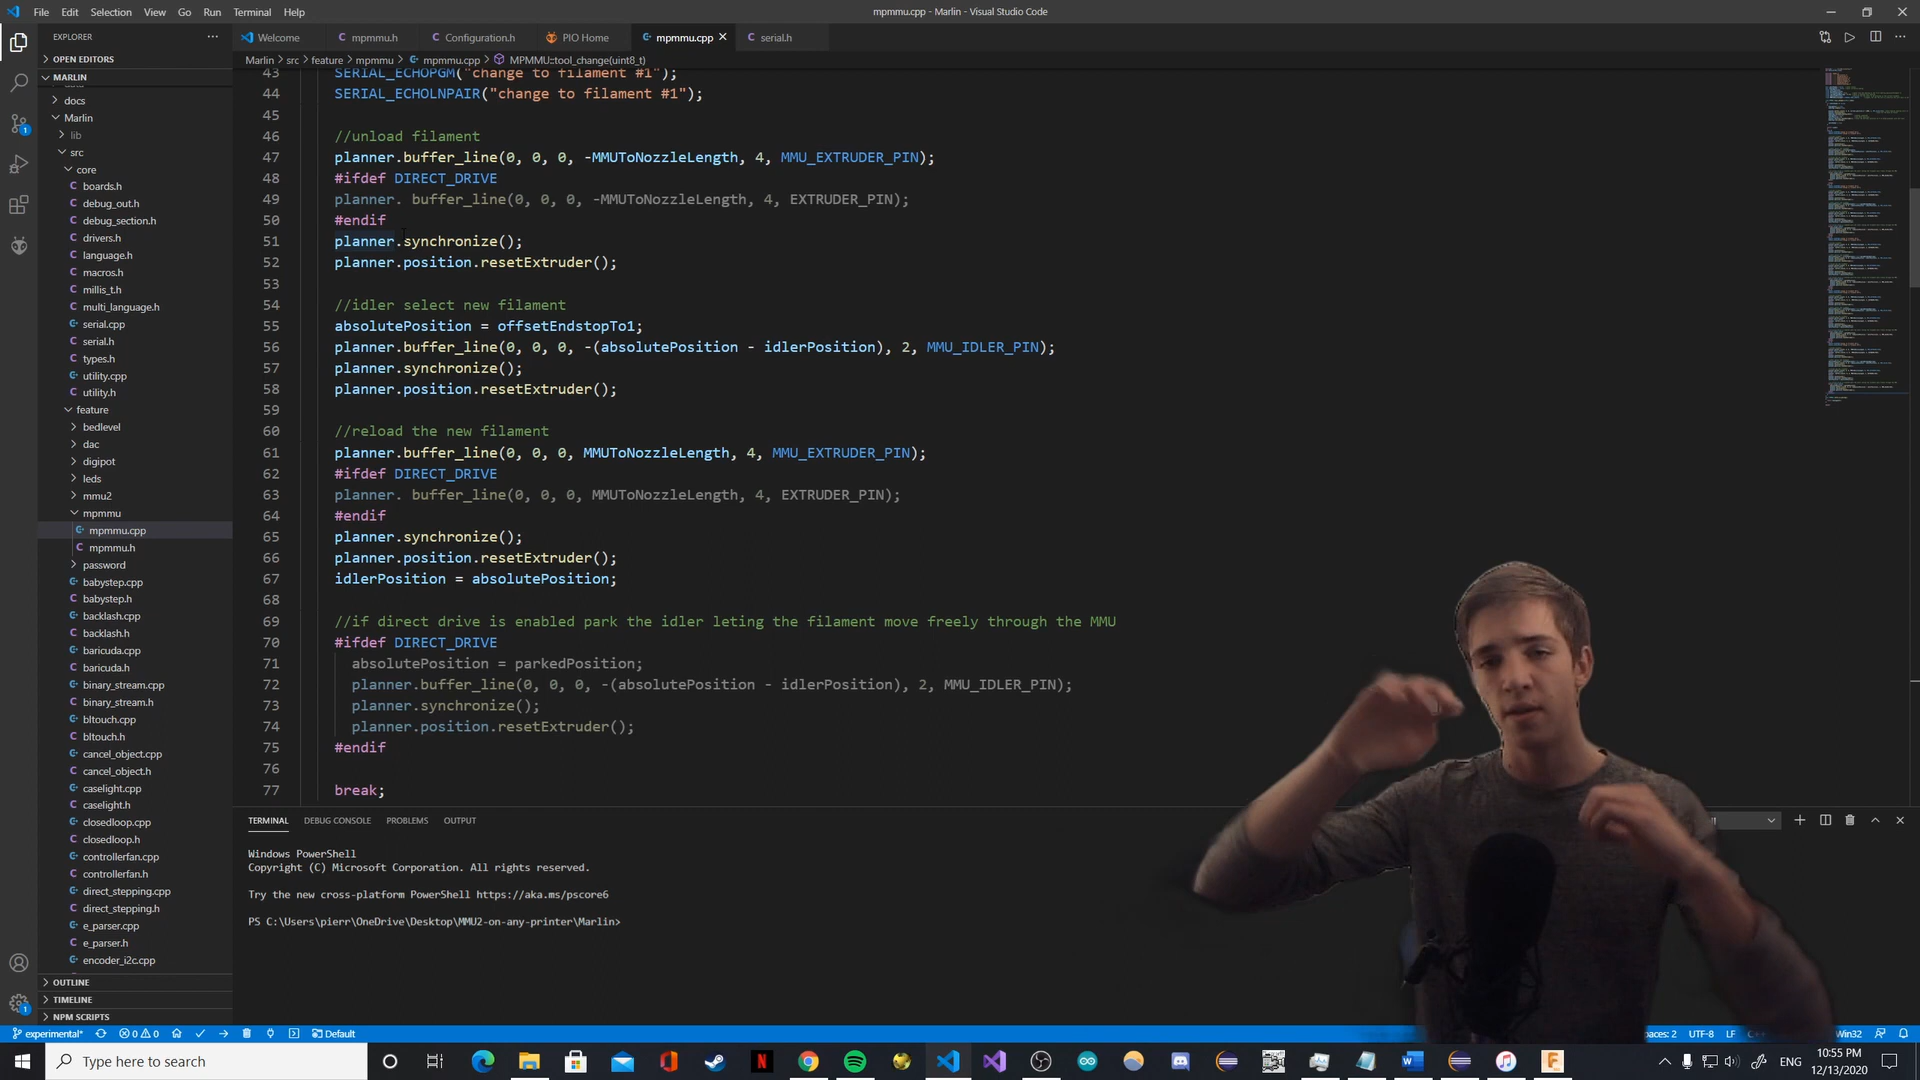 File Edit Selection View Go Run Terminal Help
mpmmu.cpp - Marlin - Visual Studio Code
EXPLORER
Welcome
mpmmu.h
Configuration.h
PIO Home
mpmmu.cpp
serial.h
OPEN EDITORS
Marlin > src > feature > mpmmu > mpmmu.cpp > MPMMU::tool_change(uint8_t)
MARLIN
docs
Marlin
lib
src
core
boards.h
debug_out.h
debug_section.h
drivers.h
language.h
macros.h
millis_t.h
multi_language.h
serial.cpp
serial.h
types.h
utility.cpp
utility.h
feature
bedlevel
dac
digipot
leds
mmu2
mpmmu
mpmmu.cpp
mpmmu.h
password
babystep.cpp
babystep.h
backlash.cpp
backlash.h
baricuda.cpp
baricuda.h
binary_stream.cpp
binary_stream.h
bltouch.cpp
bltouch.h
cancel_object.cpp
cancel_object.h
caselight.cpp
caselight.h
closedloop.cpp
closedloop.h
controllerfan.cpp
controllerfan.h
direct_stepping.cpp
direct_stepping.h
e_parser.cpp
e_parser.h
encoder_i2c.cpp
OUTLINE
TIMELINE
NPM SCRIPTS
43 SERIAL_ECHOPGM("change to filament #1");
44 SERIAL_ECHOLNPAIR("change to filament #1");
45
46 //unload filament
47 planner.buffer_line(0, 0, 0, -MMUToNozzleLength, 4, MMU_EXTRUDER_PIN);
48 #ifdef DIRECT_DRIVE
49 planner. buffer_line(0, 0, 0, -MMUToNozzleLength, 4, EXTRUDER_PIN);
50 #endif
51 planner.synchronize();
52 planner.position.resetExtruder();
53
54 //idler select new filament
55 absolutePosition = offsetEndstopTo1;
56 planner.buffer_line(0, 0, 0, -(absolutePosition - idlerPosition), 2, MMU_IDLER_PIN);
57 planner.synchronize();
58 planner.position.resetExtruder();
59
60 //reload the new filament
61 planner.buffer_line(0, 0, 0, MMUToNozzleLength, 4, MMU_EXTRUDER_PIN);
62 #ifdef DIRECT_DRIVE
63 planner. buffer_line(0, 0, 0, MMUToNozzleLength, 4, EXTRUDER_PIN);
64 #endif
65 planner.synchronize();
66 planner.position.resetExtruder();
67 idlerPosition = absolutePosition;
68
69 //if direct drive is enabled park the idler leting the filament move freely through the MMU
70 #ifdef DIRECT_DRIVE
71 absolutePosition = parkedPosition;
72 planner.buffer_line(0, 0, 0, -(absolutePosition - idlerPosition), 2, MMU_IDLER_PIN);
73 planner.synchronize();
74 planner.position.resetExtruder();
75 #endif
76
77 break;
TERMINAL DEBUG CONSOLE PROBLEMS OUTPUT
Windows PowerShell
Copyright (C) Microsoft Corporation. All rights reserved.
Try the new cross-platform PowerShell https://aka.ms/pscore6
PS C:\Users\pierr\OneDrive\Desktop\MMU2-on-any-printer\Marlin>
experimental* 0 0 Default
UTF-8 LF Win32
Type here to search
ENG
10:55 PM
12/13/2020